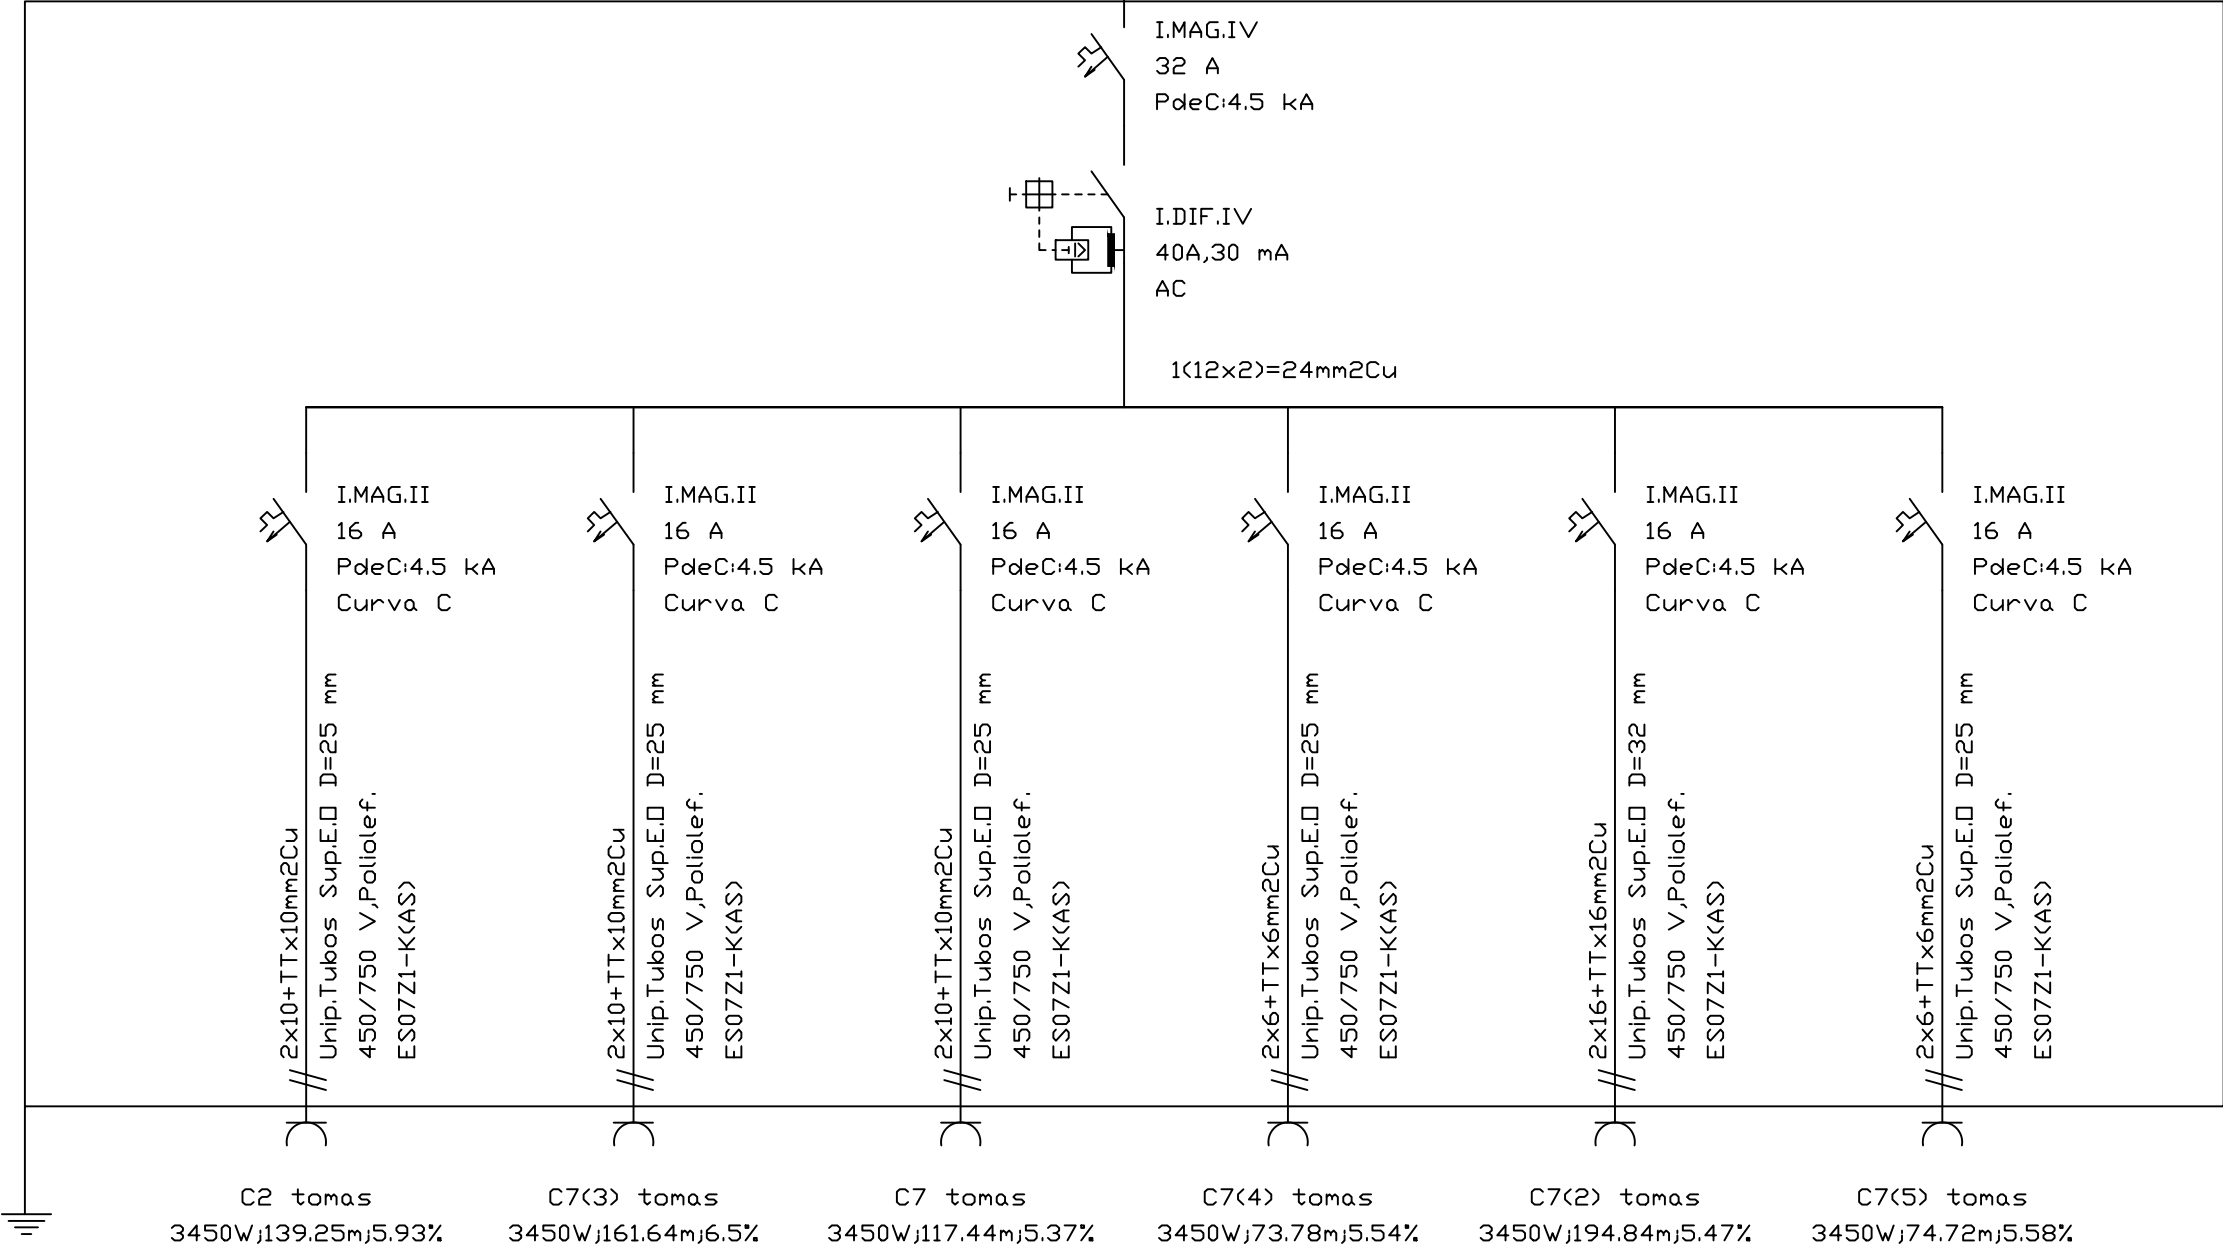 I.MAG.IV
32 A
PdeC:4.5 kA
I.DIF.IV
40A,30 mA
AC
1(12x2)=24mm2Cu
I.MAG.II
16 A
PdeC:4.5 kA
Curva C
I.MAG.II
16 A
PdeC:4.5 kA
Curva C
I.MAG.II
16 A
PdeC:4.5 kA
Curva C
I.MAG.II
16 A
PdeC:4.5 kA
Curva C
I.MAG.II
16 A
PdeC:4.5 kA
Curva C
I.MAG.II
16 A
PdeC:4.5 kA
Curva C
2x10+TTx10mm2Cu
Unip.Tubos Sup.E.□ D=25 mm
450/750 V,Poliolef.
ES07Z1-K(AS)
2x10+TTx10mm2Cu
Unip.Tubos Sup.E.□ D=25 mm
450/750 V,Poliolef.
ES07Z1-K(AS)
2x10+TTx10mm2Cu
Unip.Tubos Sup.E.□ D=25 mm
450/750 V,Poliolef.
ES07Z1-K(AS)
2x6+TTx6mm2Cu
Unip.Tubos Sup.E.□ D=25 mm
450/750 V,Poliolef.
ES07Z1-K(AS)
2x16+TTx16mm2Cu
Unip.Tubos Sup.E.□ D=32 mm
450/750 V,Poliolef.
ES07Z1-K(AS)
2x6+TTx6mm2Cu
Unip.Tubos Sup.E.□ D=25 mm
450/750 V,Poliolef.
ES07Z1-K(AS)
C2 tomas
3450W;139.25m;5.93%
C7(3) tomas
3450W;161.64m;6.5%
C7 tomas
3450W;117.44m;5.37%
C7(4) tomas
3450W;73.78m;5.54%
C7(2) tomas
3450W;194.84m;5.47%
C7(5) tomas
3450W;74.72m;5.58%